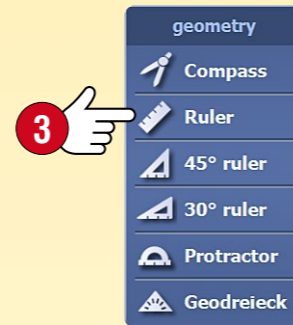 geometry
Compass
3
Ruler
45° ruler
30° ruler
Protractor
Geodreieck